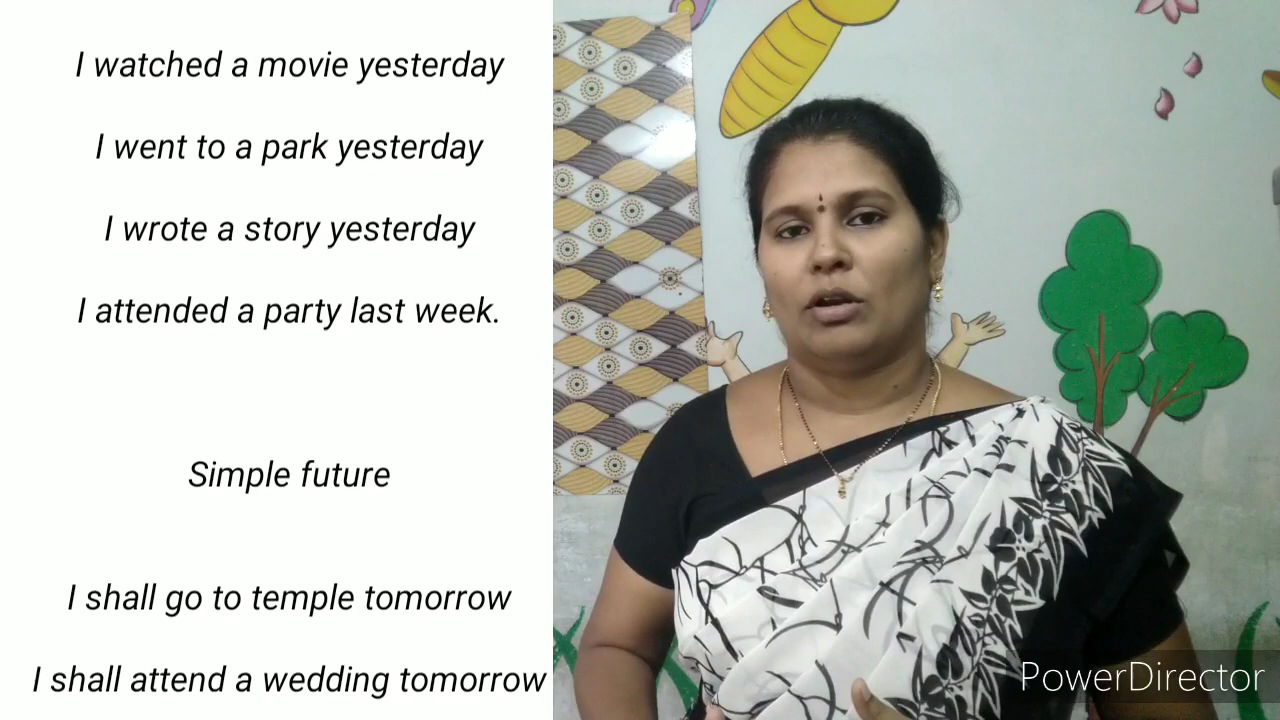 I watched a movie yesterday
I went to a park yesterday
I wrote a story yesterday
I attended a party last week.
Simple future
I shall go to temple tomorrow
I shall attend a wedding tomorrow
PowerDirector